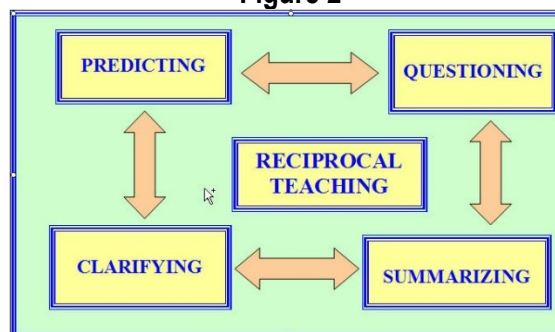 Figure 2
PREDICTING
QUESTIONING
RECIPROCAL
TEACHING
CLARIFYING
SUMMARIZING